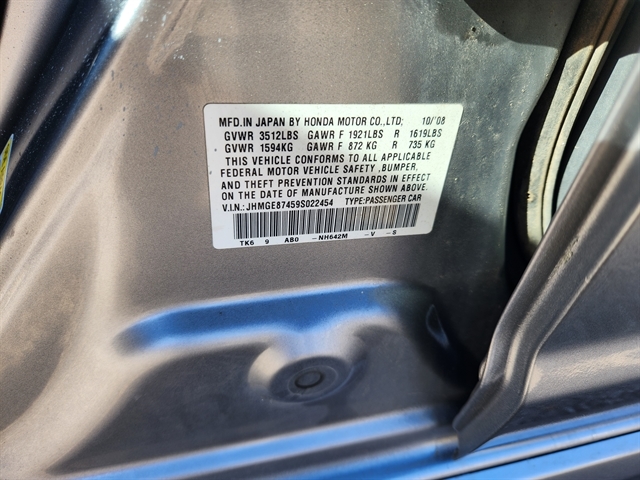 MFD.IN JAPAN BY HONDA MOTOR CO.,LTD; 10/'08
GVWR 3512LBS GAWR F 1921LBS R 1619LBS
GVWR 1594KG GAWR F 872 KG R 735 KG
THIS VEHICLE CONFORMS TO ALL APPLICABLE
FEDERAL MOTOR VEHICLE SAFETY ,BUMPER,
AND THEFT PREVENTION STANDARDS IN EFFECT
ON THE DATE OF MANUFACTURE SHOWN ABOVE.
V.I.N.: JHMGE87459S022454 TYPE:PASSENGER CAR
TK6 9 AB0 -NH642M -V -S